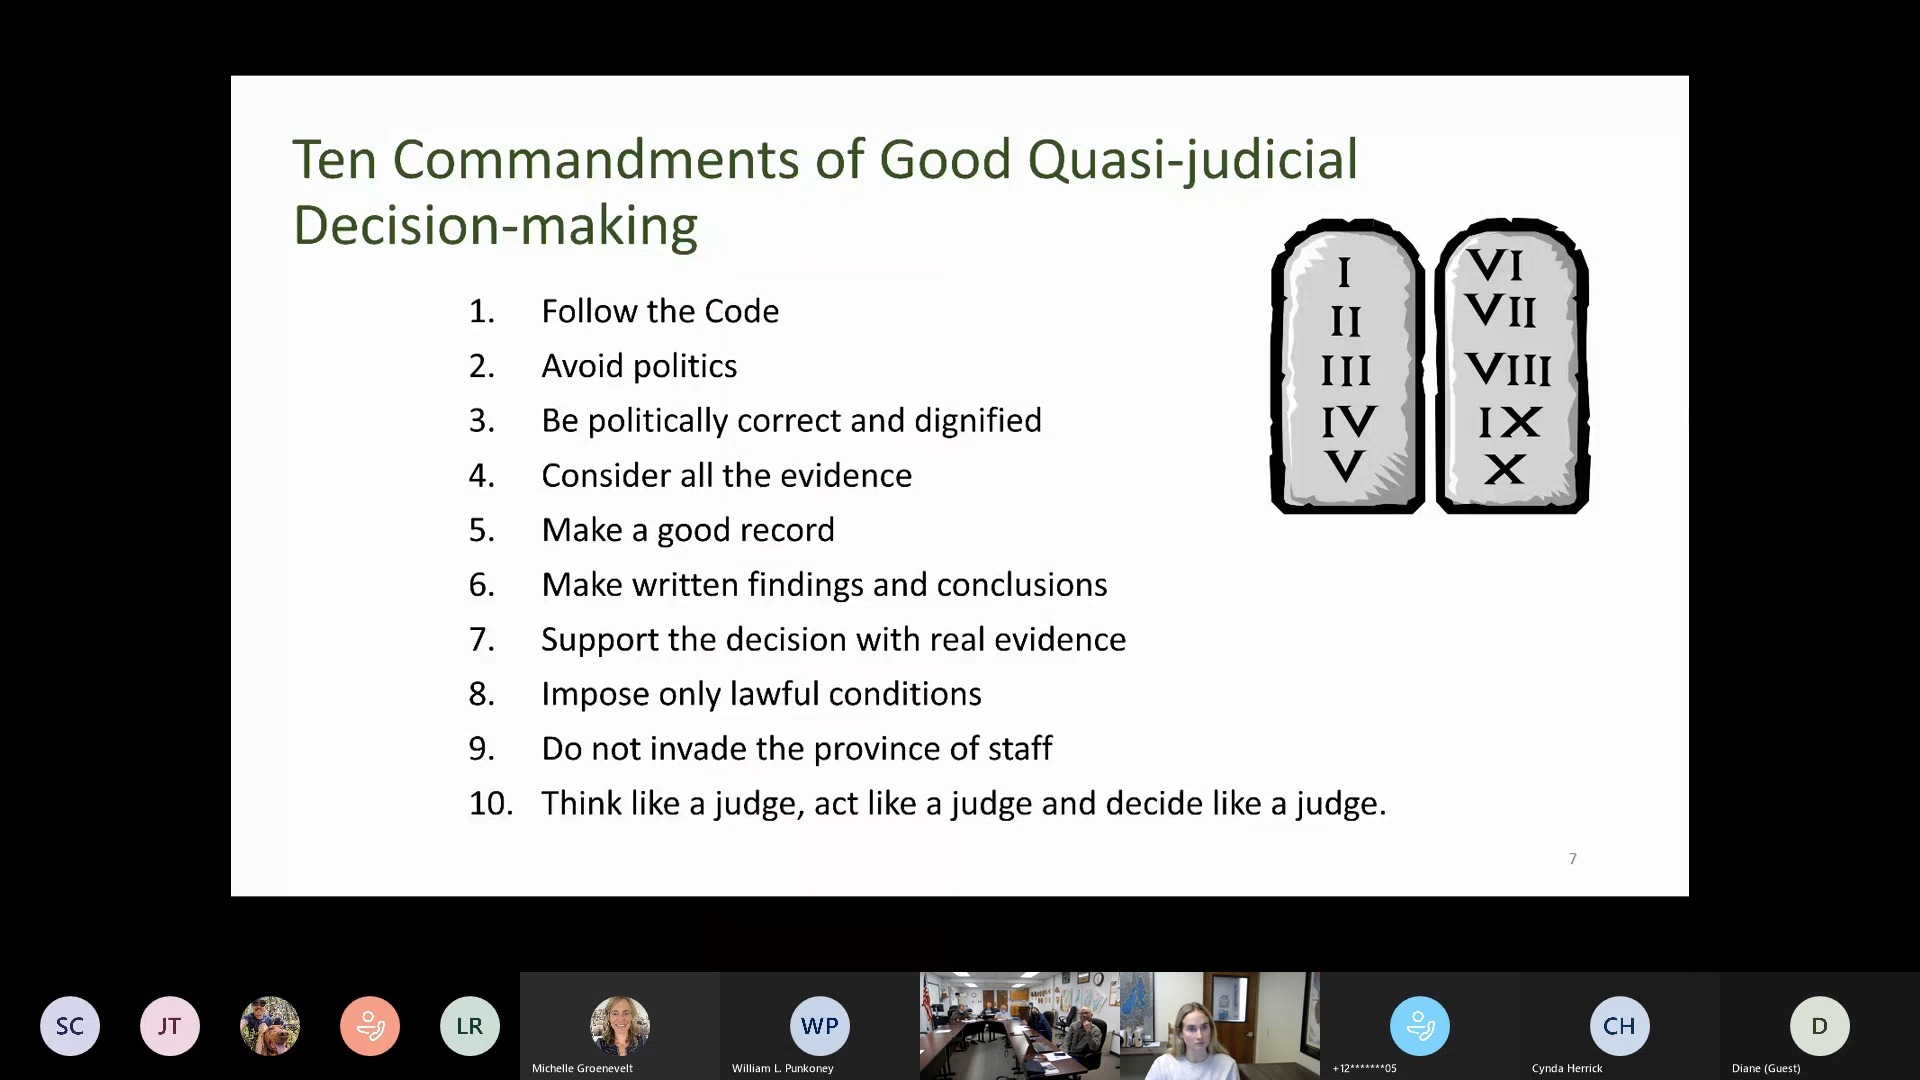 Ten Commandments of Good Quasi-judicial
Decision-making
I
II
III
IV
V
VI
VII
VIII
IX
X
1. Follow the Code
2. Avoid politics
3. Be politically correct and dignified
4. Consider all the evidence
5. Make a good record
6. Make written findings and conclusions
7. Support the decision with real evidence
8. Impose only lawful conditions
9. Do not invade the province of staff
10. Think like a judge, act like a judge and decide like a judge.
7
SC
JT
LR
Michelle Groenevelt
WP
William L. Punkoney
+12*******05
CH
Cynda Herrick
D
Diane (Guest)